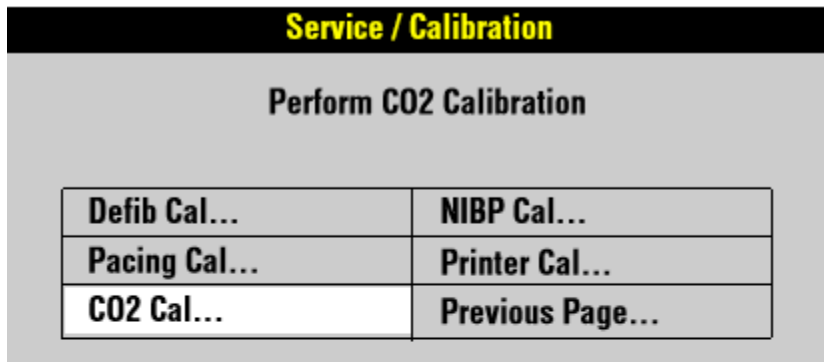 Service / Calibration
Perform CO2 Calibration
Defib Cal... NIBP Cal...
Pacing Cal... Printer Cal...
CO2 Cal... Previous Page...